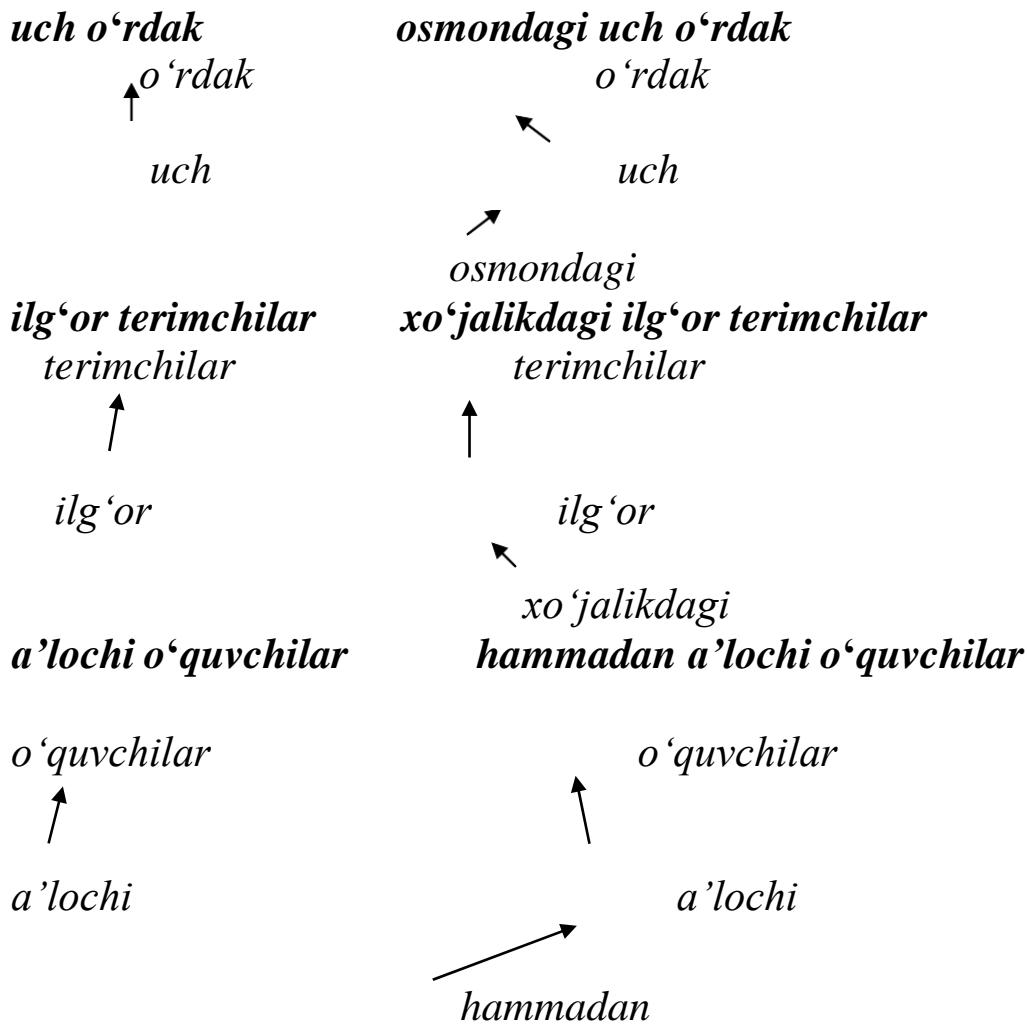 uch o‘rdak osmondagi uch o‘rdak
o‘rdak o‘rdak
uch uch
osmondagi
ilg‘or terimchilar xo‘jalikdagi ilg‘or terimchilar
terimchilar terimchilar
ilg‘or ilg‘or
xo‘jalikdagi
a’lochi o‘quvchilar hammadan a’lochi o‘quvchilar
o‘quvchilar o‘quvchilar
a’lochi a’lochi
hammadan